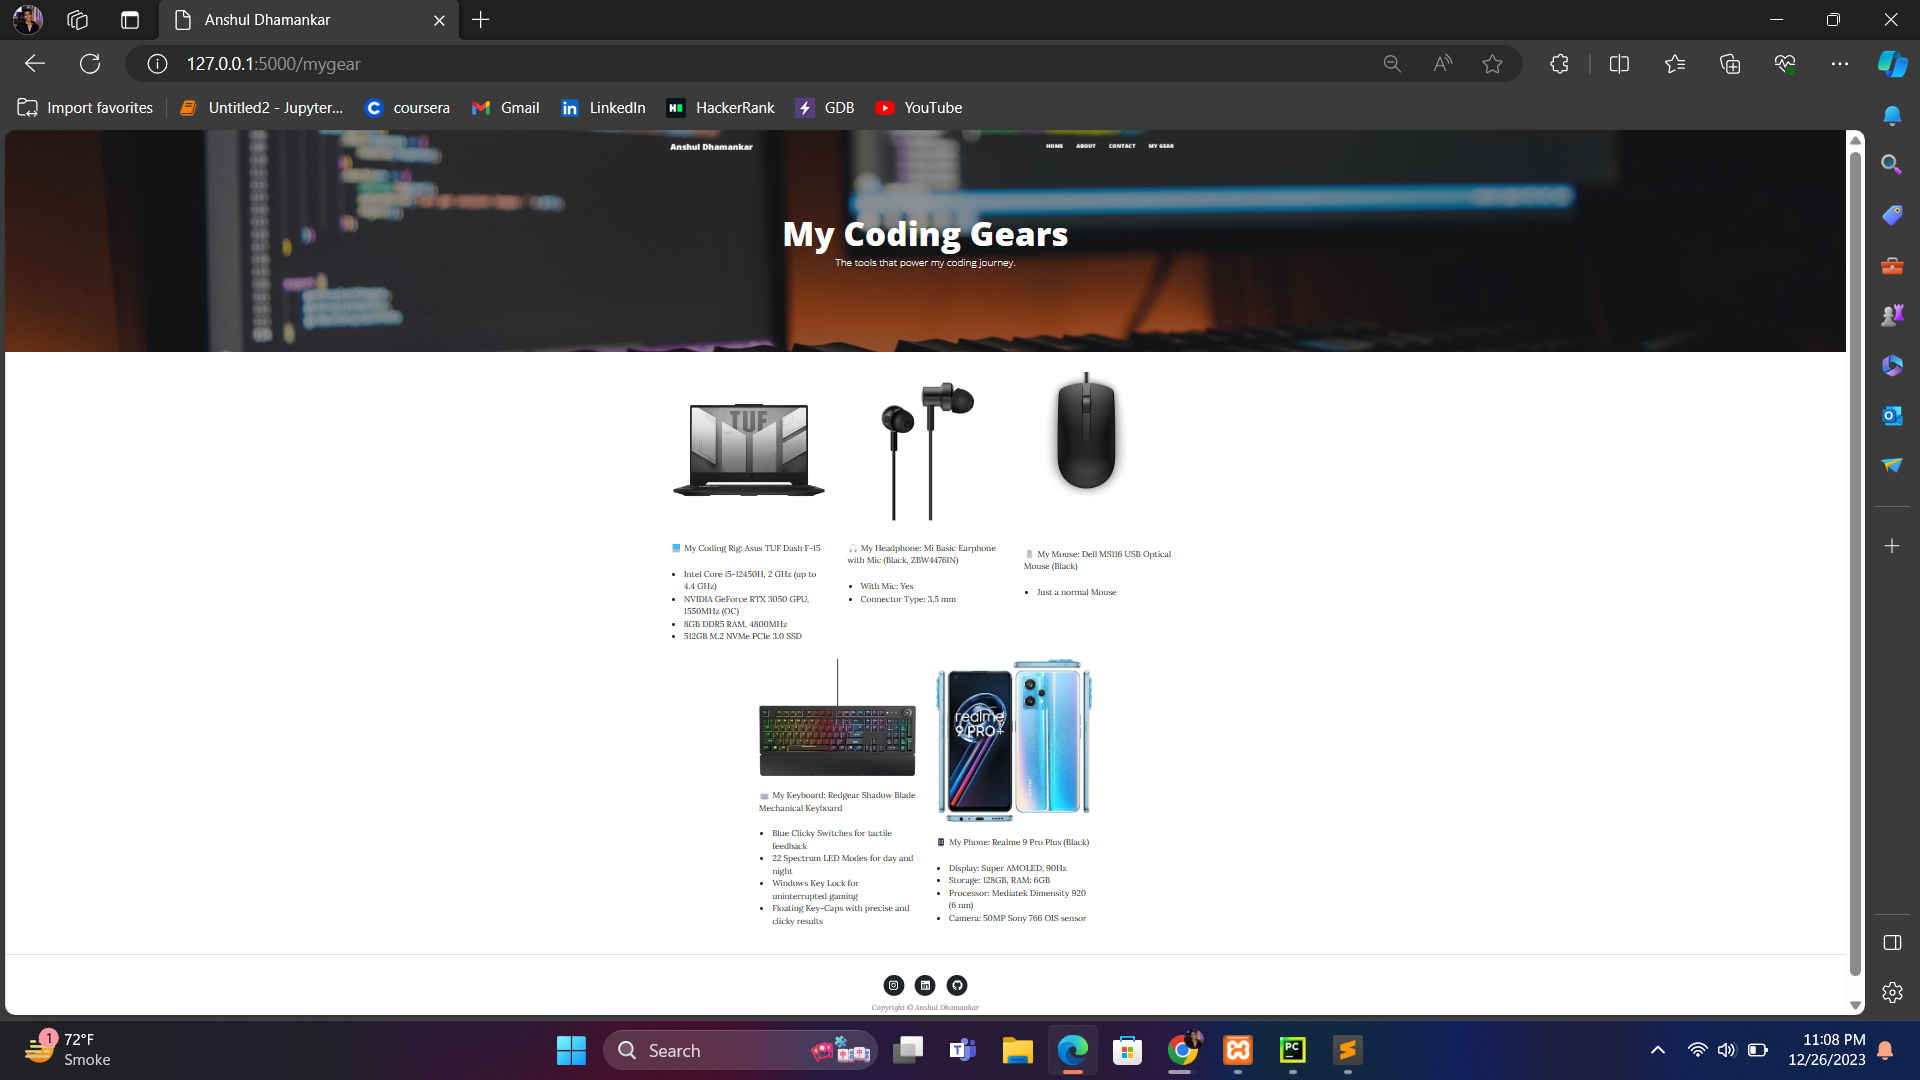 Anshul Dhamankar
127.0.0.1:5000/mygear
Import favorites
Untitled2 - Jupyter...
coursera
Gmail
LinkedIn
HackerRank
GDB
YouTube
Anshul Dhamankar
HOME ABOUT CONTACT MY GEAR
My Coding Gears
The tools that power my coding journey.
TUF
My Coding Rig: Asus TUF Dash F-15
Intel Core i5-12450H, 2 GHz (up to
4.4 GHz)
NVIDIA GeForce RTX 3050 GPU,
1550MHz (OC)
8GB DDR5 RAM, 4800MHz
512GB M.2 NVMe PCIe 3.0 SSD
My Headphone: Mi Basic Earphone
with Mic (Black, ZBW4476IN)
With Mic: Yes
Connector Type: 3.5 mm
My Mouse: Dell MS116 USB Optical
Mouse (Black)
Just a normal Mouse
My Keyboard: Redgear Shadow Blade
Mechanical Keyboard
Blue Clicky Switches for tactile
feedback
22 Spectrum LED Modes for day and
night
Windows Key Lock for
uninterrupted gaming
Floating Key-Caps with precise and
clicky results
realme
9 PRO+
My Phone: Realme 9 Pro Plus (Black)
Display: Super AMOLED, 90Hz
Storage: 128GB, RAM: 6GB
Processor: Mediatek Dimensity 920
(6 nm)
Camera: 50MP Sony 766 OIS sensor
Copyright © Anshul Dhamankar
1
72°F
Smoke
Search
11:08 PM
12/26/2023